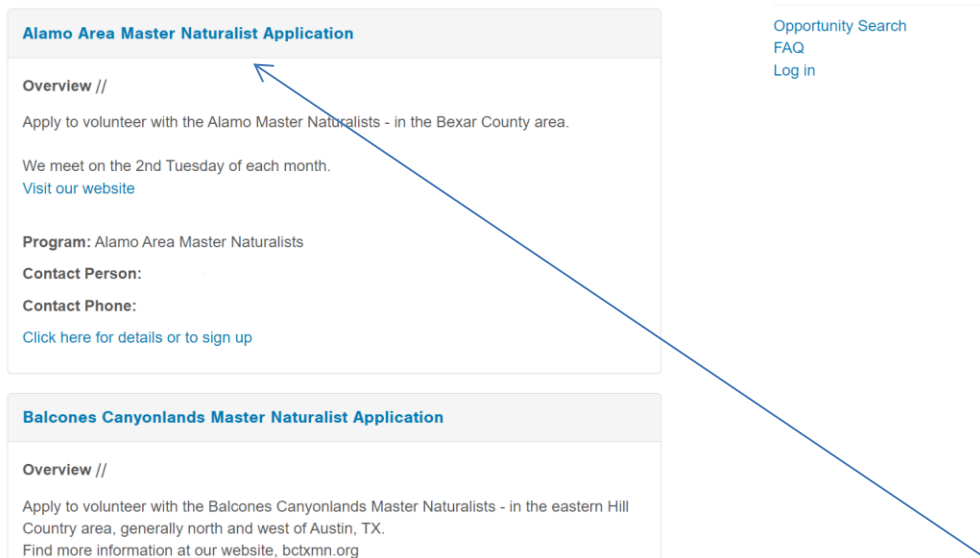 Alamo Area Master Naturalist Application
Overview //
Apply to volunteer with the Alamo Master Naturalists - in the Bexar County area.
We meet on the 2nd Tuesday of each month.
Visit our website
Program: Alamo Area Master Naturalists
Contact Person:
Contact Phone:
Click here for details or to sign up
Balcones Canyonlands Master Naturalist Application
Overview //
Apply to volunteer with the Balcones Canyonlands Master Naturalists - in the eastern Hill
Country area, generally north and west of Austin, TX.
Find more information at our website, bctxmn.org
Opportunity Search
FAQ
Log in